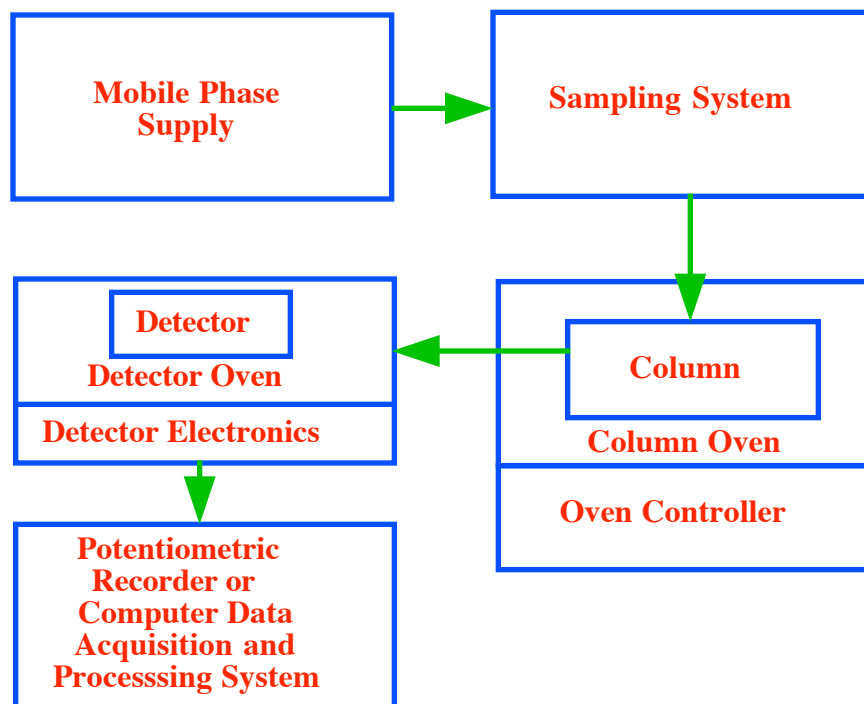 Mobile Phase
Supply
Sampling System
Detector
Detector Oven
Detector Electronics
Column
Column Oven
Oven Controller
Potentiometric
Recorder or
Computer Data
Acquisition and
Processsing System